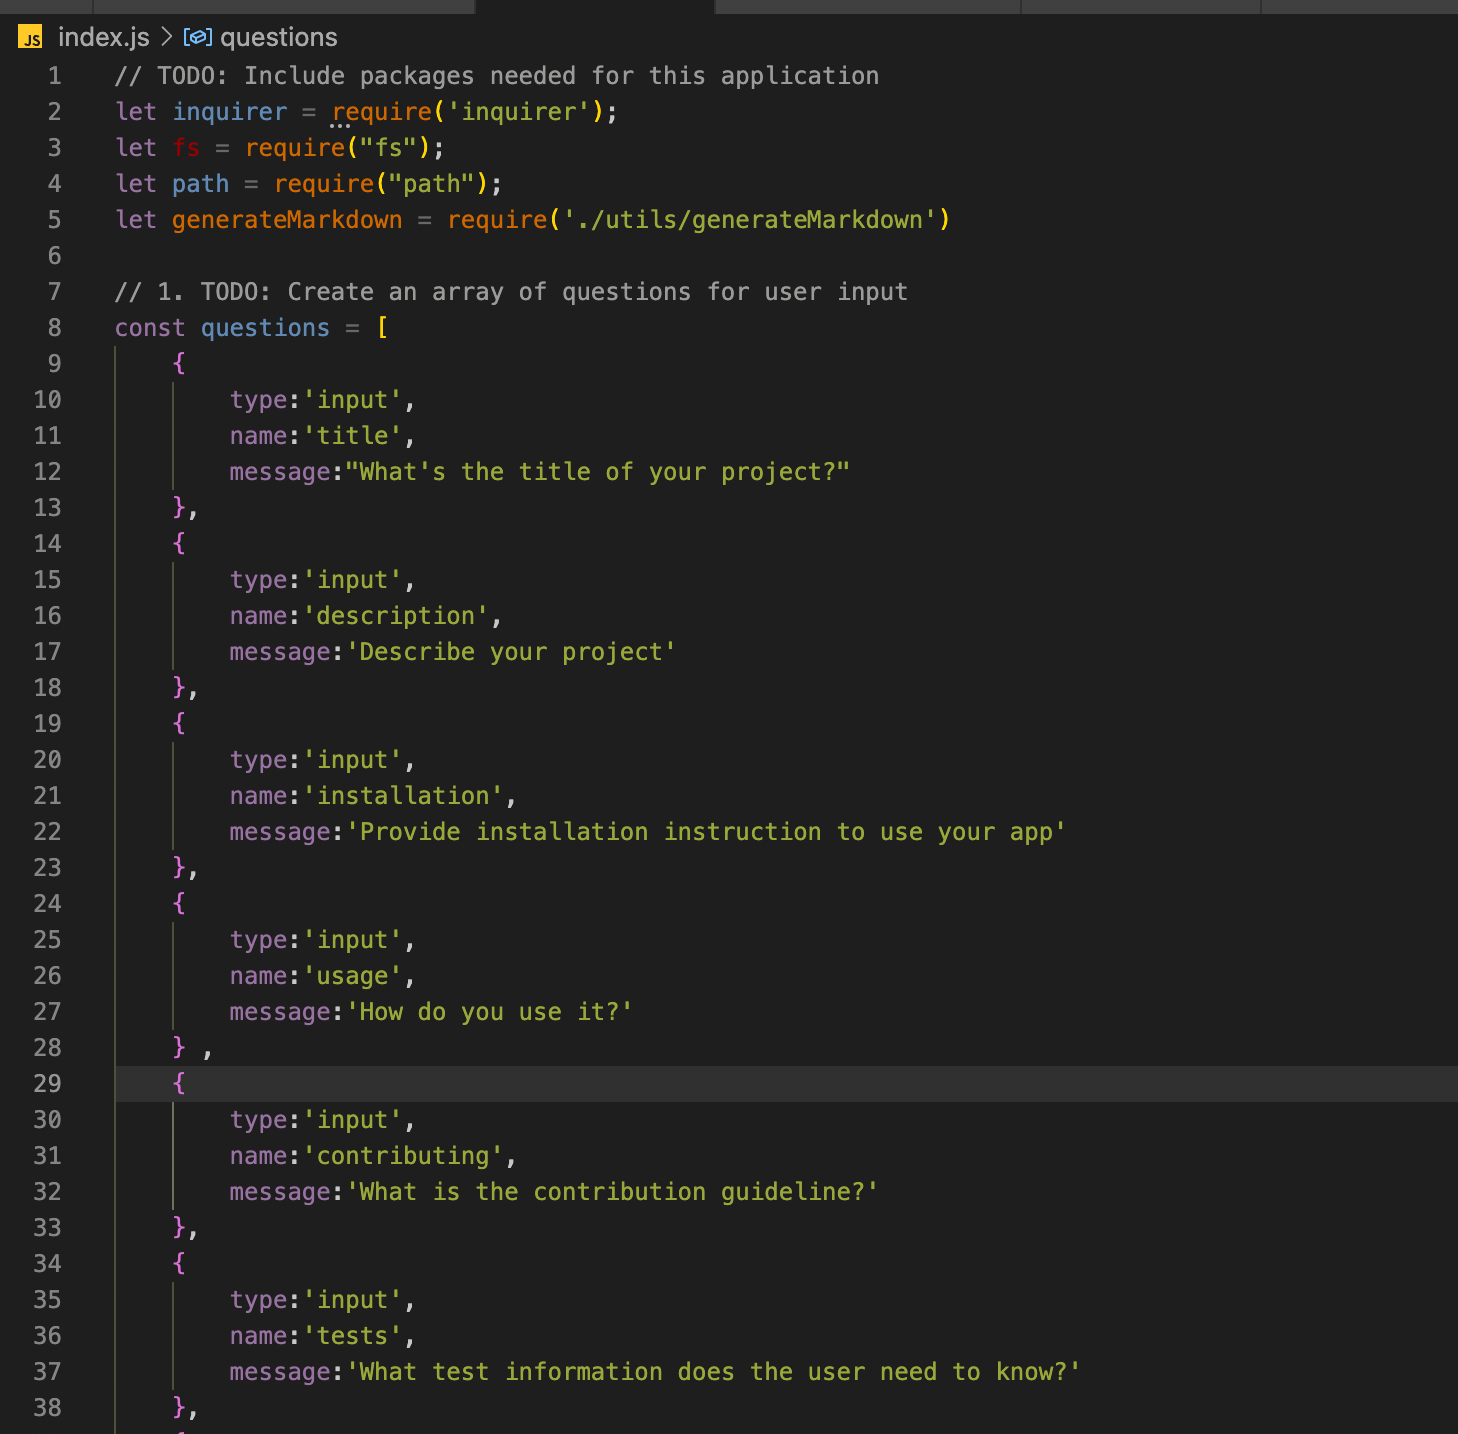 JS index.js > questions
1 // TODO: Include packages needed for this application
2 let inquirer = require('inquirer');
3 let fs = require("fs");
4 let path = require("path");
5 let generateMarkdown = require('./utils/generateMarkdown')
6
7 // 1. TODO: Create an array of questions for user input
8 const questions = [
9     {
10         type:'input',
11         name:'title',
12         message:"What's the title of your project?"
13     },
14     {
15         type:'input',
16         name:'description',
17         message:'Describe your project'
18     },
19     {
20         type:'input',
21         name:'installation',
22         message:'Provide installation instruction to use your app'
23     },
24     {
25         type:'input',
26         name:'usage',
27         message:'How do you use it?'
28     } ,
29     {
30         type:'input',
31         name:'contributing',
32         message:'What is the contribution guideline?'
33     },
34     {
35         type:'input',
36         name:'tests',
37         message:'What test information does the user need to know?'
38     },